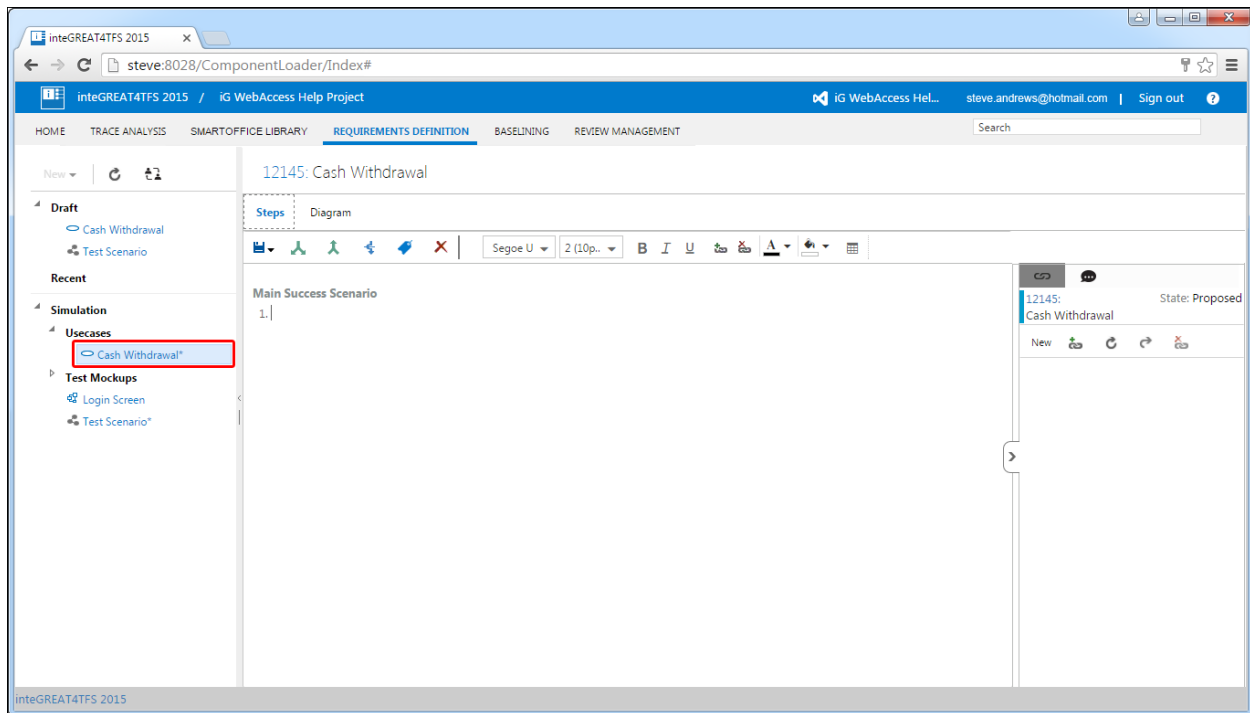 inteGREAT4TFS 2015
steve:8028/ComponentLoader/Index#
inteGREAT4TFS 2015 / iG WebAccess Help Project
iG WebAccess Hel...
steve.andrews@hotmail.com | Sign out ?
HOME TRACE ANALYSIS SMARTOFFICE LIBRARY REQUIREMENTS DEFINITION BASELINING REVIEW MANAGEMENT
Search
New
12145: Cash Withdrawal
Draft
Cash Withdrawal
Test Scenario
Recent
Simulation
Usecases
Cash Withdrawal*
Test Mockups
Login Screen
Test Scenario*
Steps Diagram
Segoe U 2 (10p.. B I U A
Main Success Scenario
1.
12145: State: Proposed
Cash Withdrawal
New
inteGREAT4TFS 2015